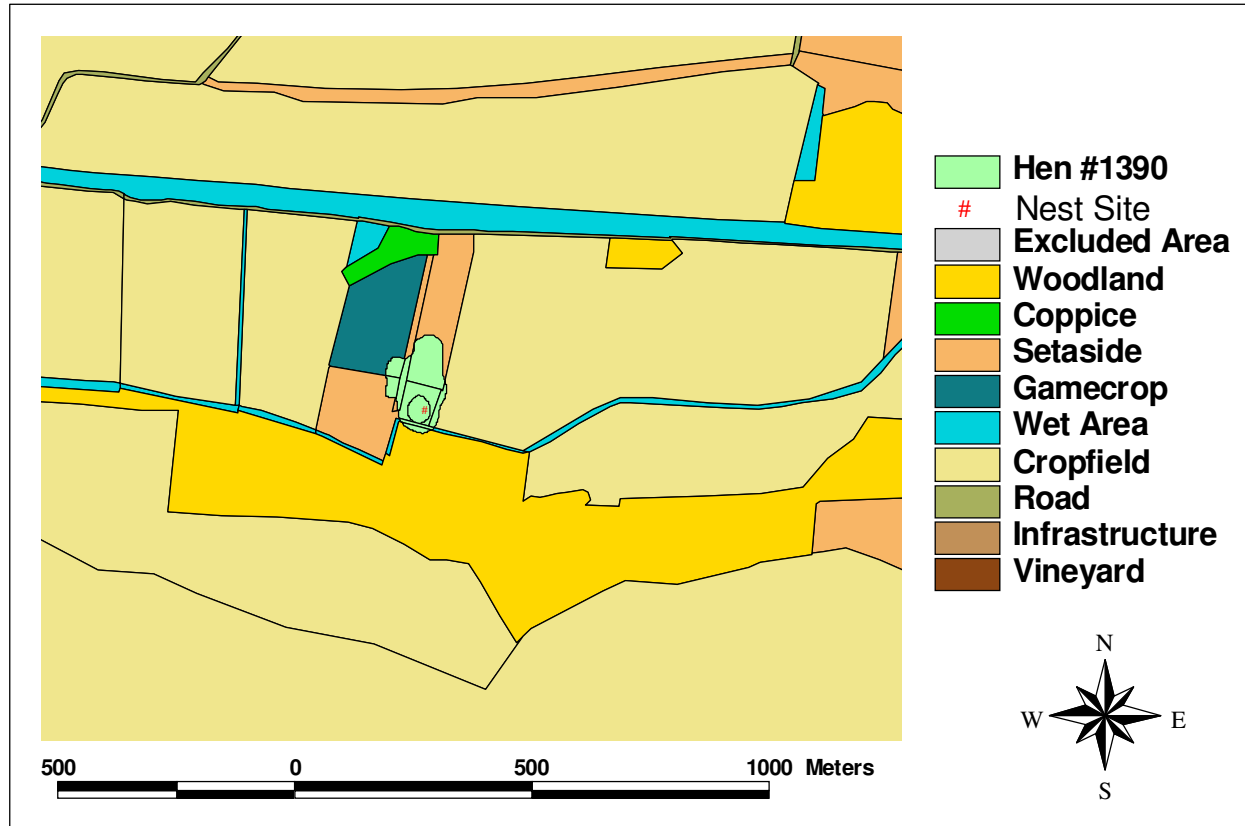 Hen #1390
# Nest Site
Excluded Area
Woodland
Coppice
Setaside
Gamecrop
Wet Area
Cropfield
Road
Infrastructure
Vineyard
#
N
W E
S
500 0 500 1000 Meters